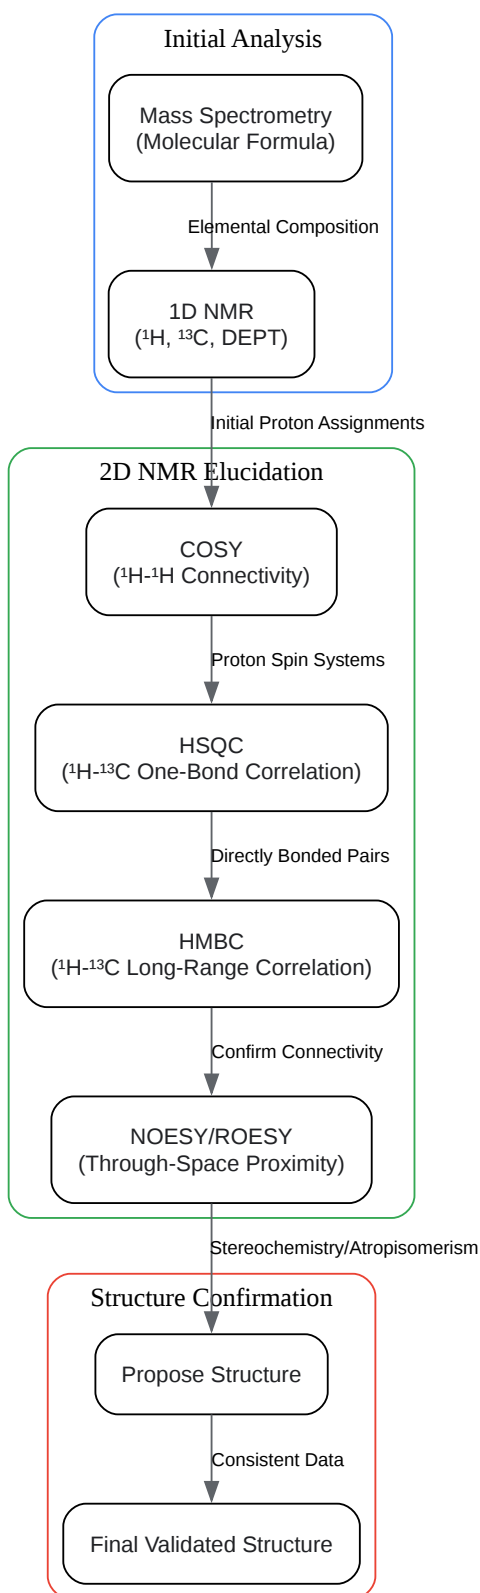 Initial Analysis
Mass Spectrometry
(Molecular Formula)
Elemental Composition
1D NMR
(¹H, ¹³C, DEPT)
Initial Proton Assignments
2D NMR Elucidation
COSY
(¹H-¹H Connectivity)
Proton Spin Systems
HSQC
(¹H-¹³C One-Bond Correlation)
Directly Bonded Pairs
HMBC
(¹H-¹³C Long-Range Correlation)
Confirm Connectivity
NOESY/ROESY
(Through-Space Proximity)
Stereochemistry/Atropisomerism
Structure Confirmation
Propose Structure
Consistent Data
Final Validated Structure